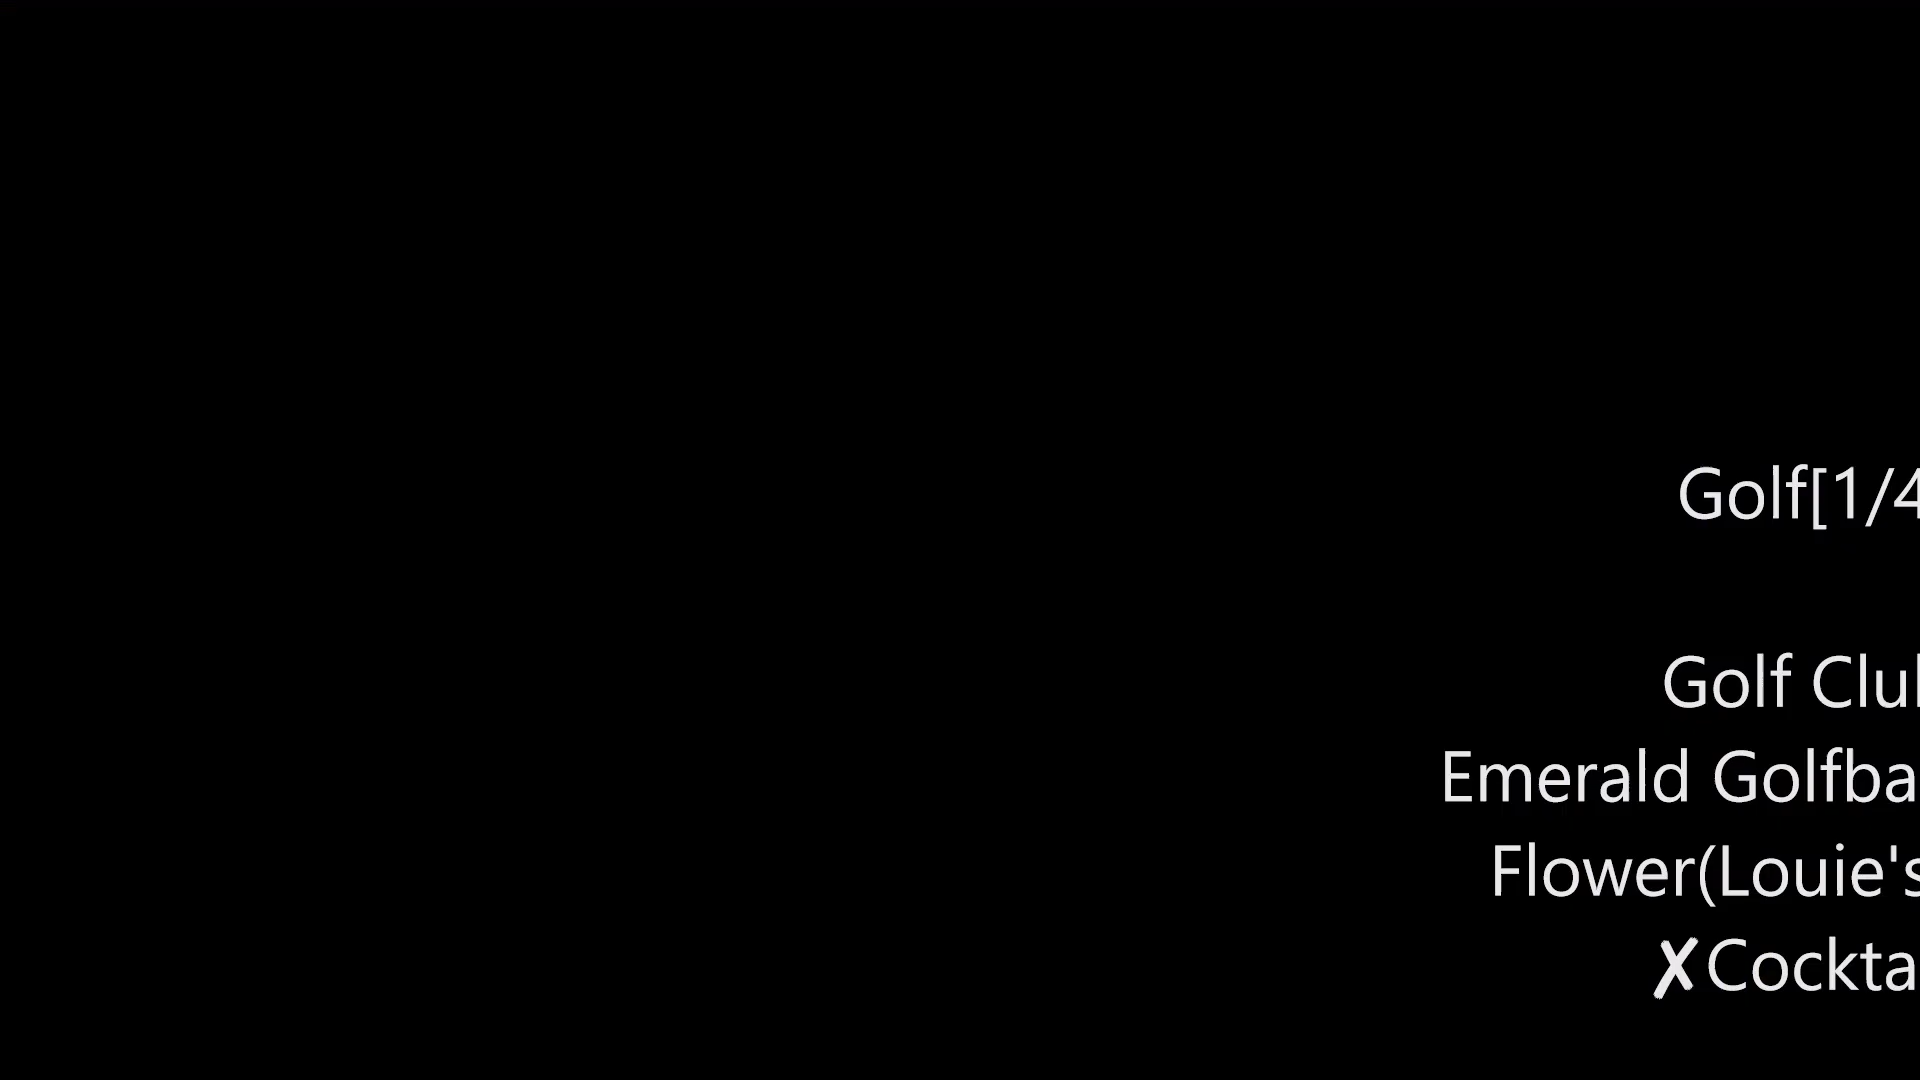 Golf[1/4
Golf Clu
Emerald Golfba
Flower(Louie's
✗Cockta